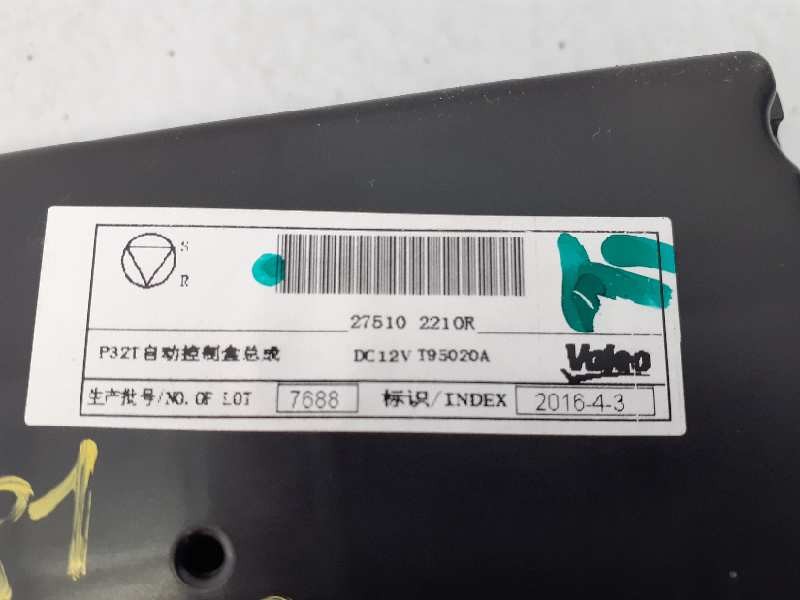 S
R
27510 2210R
P32T自动控制盒总成 DC12V T95020A Valeo
生产批号/NO.OF LOT 7688 标识/INDEX 2016-4-3